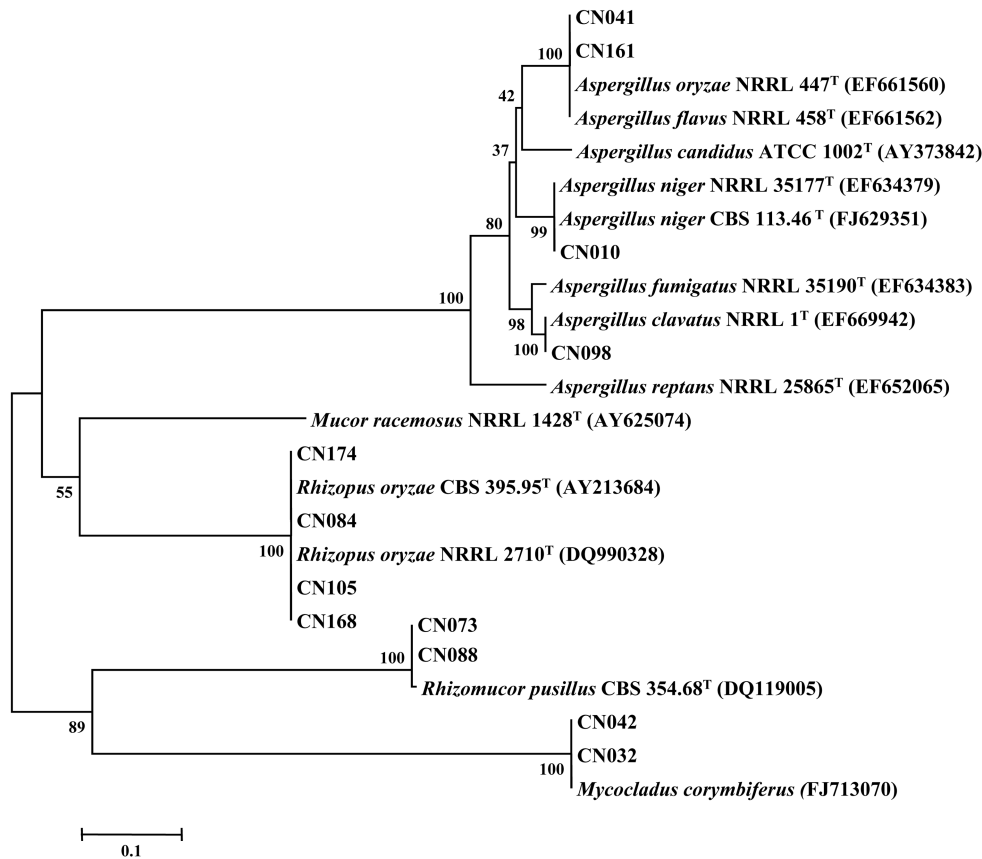 CN041
CN161
100
Aspergillus oryzae NRRL 447ᵀ (EF661560)
42
Aspergillus flavus NRRL 458ᵀ (EF661562)
37
Aspergillus candidus ATCC 1002ᵀ (AY373842)
Aspergillus niger NRRL 35177ᵀ (EF634379)
80
Aspergillus niger CBS 113.46 ᵀ (FJ629351)
99
CN010
100
Aspergillus fumigatus NRRL 35190ᵀ (EF634383)
98
Aspergillus clavatus NRRL 1ᵀ (EF669942)
100
CN098
Aspergillus reptans NRRL 25865ᵀ (EF652065)
Mucor racemosus NRRL 1428ᵀ (AY625074)
CN174
55
Rhizopus oryzae CBS 395.95ᵀ (AY213684)
CN084
100
Rhizopus oryzae NRRL 2710ᵀ (DQ990328)
CN105
CN168
CN073
100
CN088
Rhizomucor pusillus CBS 354.68ᵀ (DQ119005)
89
CN042
CN032
100
Mycocladus corymbiferus (FJ713070)
0.1